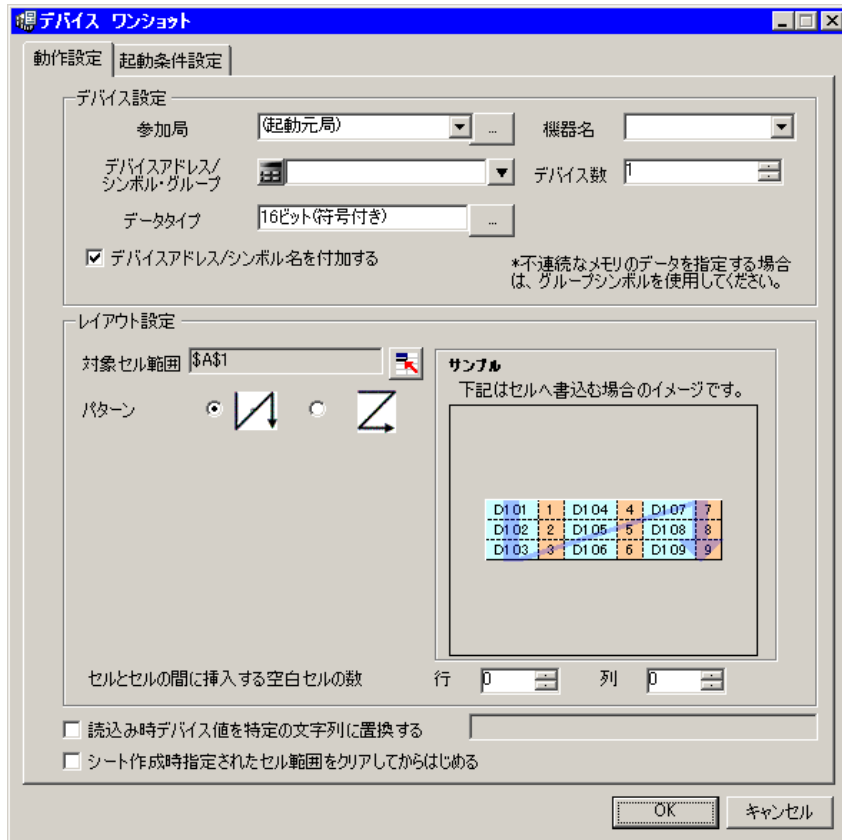 デバイス ワンショット
動作設定 起動条件設定
デバイス設定
参加局 (起動元局) ... 機器名
デバイスアドレス/
シンボル・グループ
デバイス数 1
データタイプ 16ビット(符号付き) ...
デバイスアドレス/シンボル名を付加する
*不連続なメモリのデータを指定する場合
は、グループシンボルを使用してください。
レイアウト設定
対象セル範囲 $A$1
パターン
サンプル
下記はセルへ書込む場合のイメージです。
D101 1 D104 4 D107 7
D102 2 D105 5 D108 8
D103 3 D106 6 D109 9
セルとセルの間に挿入する空白セルの数 行 0 列 0
読込み時デバイス値を特定の文字列に置換する
シート作成時指定されたセル範囲をクリアしてからはじめる
OK キャンセル